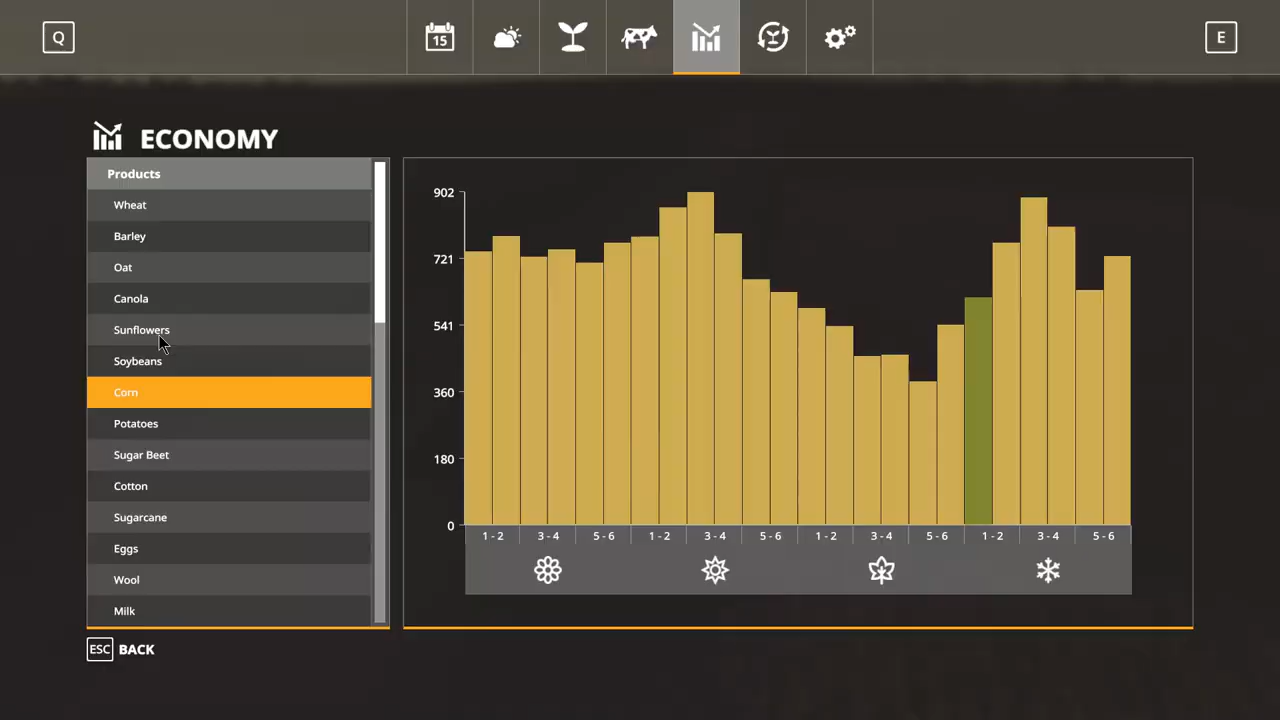 Q
15
E
ECONOMY
Products
Wheat
Barley
Oat
Canola
Sunflowers
Soybeans
Corn
Potatoes
Sugar Beet
Cotton
Sugarcane
Eggs
Wool
Milk
902
721
541
360
180
0
1 - 2 3 - 4 5 - 6 1 - 2 3 - 4 5 - 6 1 - 2 3 - 4 5 - 6 1 - 2 3 - 4 5 - 6
ESC BACK